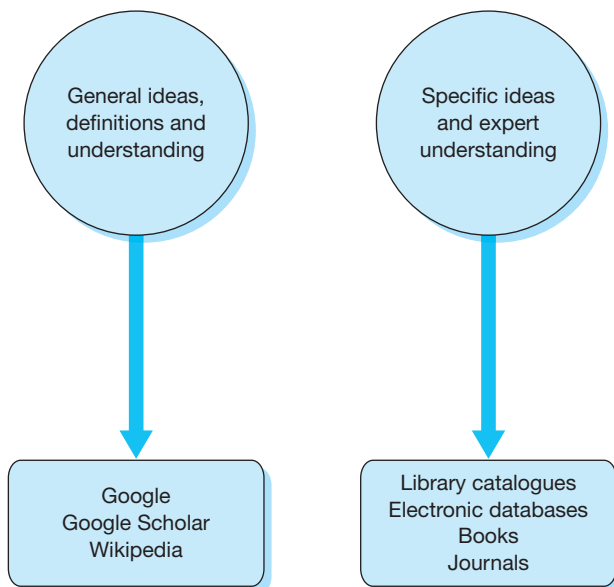 General ideas,
definitions and
understanding
Specific ideas
and expert
understanding
Google
Google Scholar
Wikipedia
Library catalogues
Electronic databases
Books
Journals